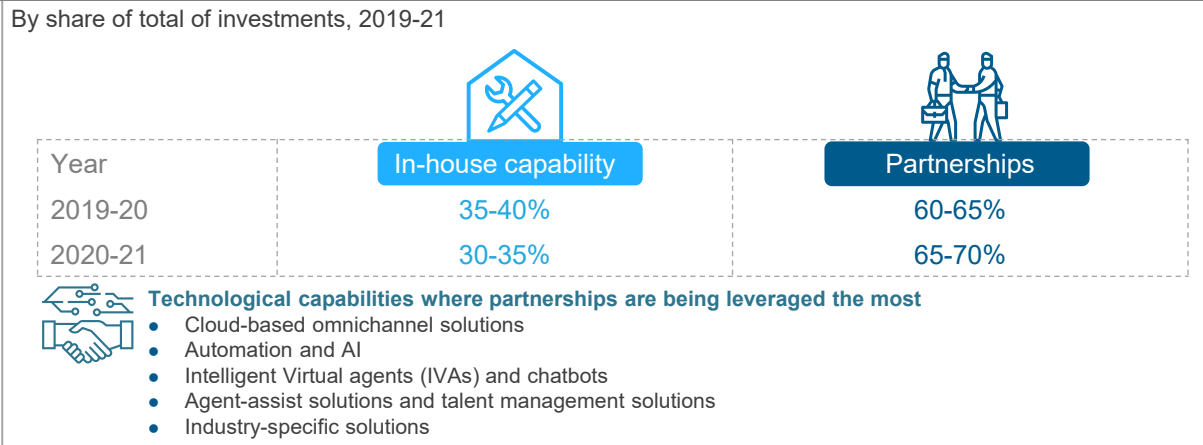 By share of total of investments, 2019-21
Year In-house capability Partnerships
2019-20 35-40% 60-65%
2020-21 30-35% 65-70%
Technological capabilities where partnerships are being leveraged the most
● Cloud-based omnichannel solutions
● Automation and AI
● Intelligent Virtual agents (IVAs) and chatbots
● Agent-assist solutions and talent management solutions
● Industry-specific solutions